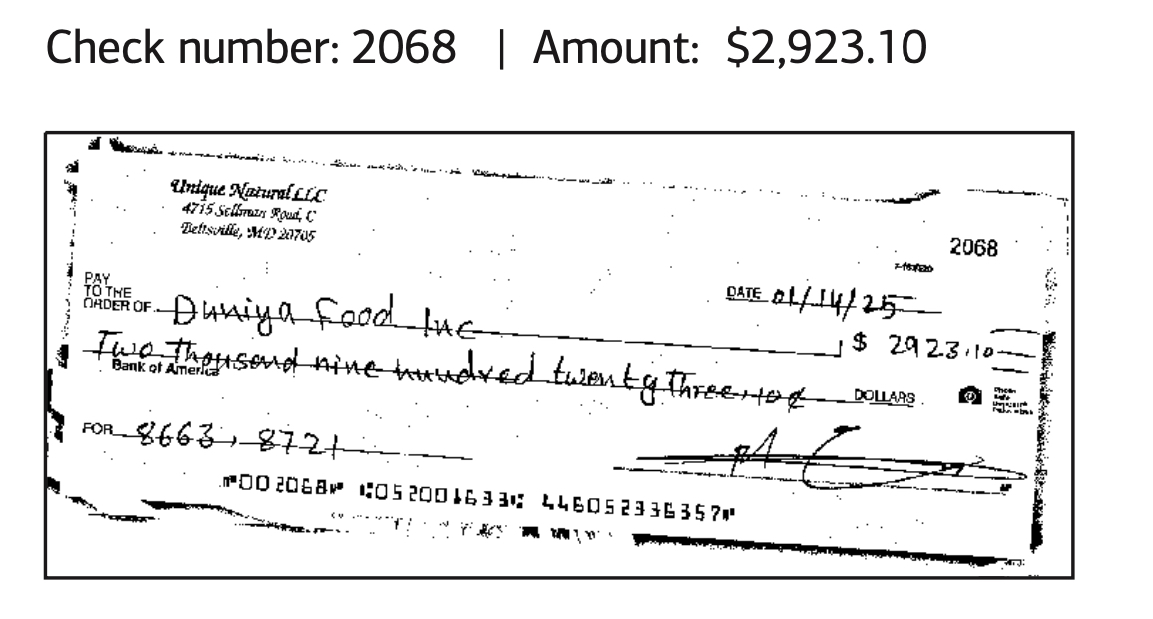 Check number: 2068 | Amount: $2,923.10
Unique Natural LLC
4715 Sellman Road, C
Beltsville, MD 20705
2068
PAY
TO THE
ORDER OF Duniya Food Inc
DATE 01/14/25
$ 2923.10
Two Thousand nine hundred twenty Three, 10¢ DOLLARS
Bank of America
FOR 8663, 8721
⑈002068⑈ ⑆052001633⑆ 446052336357⑈